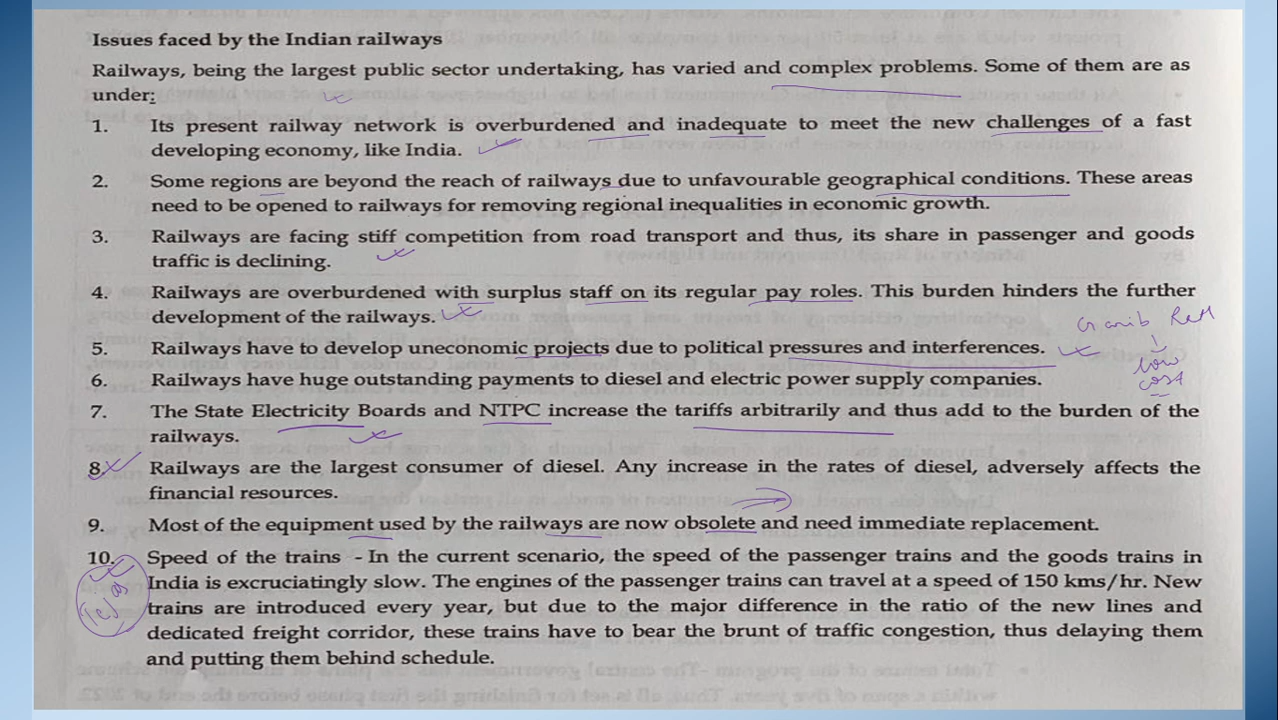 Issues faced by the Indian railways
Railways, being the largest public sector undertaking, has varied and complex problems. Some of them are as
under:
1. Its present railway network is overburdened and inadequate to meet the new challenges of a fast
developing economy, like India.
2. Some regions are beyond the reach of railways due to unfavourable geographical conditions. These areas
need to be opened to railways for removing regional inequalities in economic growth.
3. Railways are facing stiff competition from road transport and thus, its share in passenger and goods
traffic is declining.
4. Railways are overburdened with surplus staff on its regular pay roles. This burden hinders the further
development of the railways.
Garib
5. Railways have to develop uneconomic projects due to political pressures and interferences.
low
cost
6. Railways have huge outstanding payments to diesel and electric power supply companies.
7. The State Electricity Boards and NTPC increase the tariffs arbitrarily and thus add to the burden of the
railways.
8. Railways are the largest consumer of diesel. Any increase in the rates of diesel, adversely affects the
financial resources.
9. Most of the equipment used by the railways are now obsolete and need immediate replacement.
10. Speed of the trains - In the current scenario, the speed of the passenger trains and the goods trains in
India is excruciatingly slow. The engines of the passenger trains can travel at a speed of 150 kms/hr. New
trains are introduced every year, but due to the major difference in the ratio of the new lines and
Tejas
dedicated freight corridor, these trains have to bear the brunt of traffic congestion, thus delaying them
and putting them behind schedule.